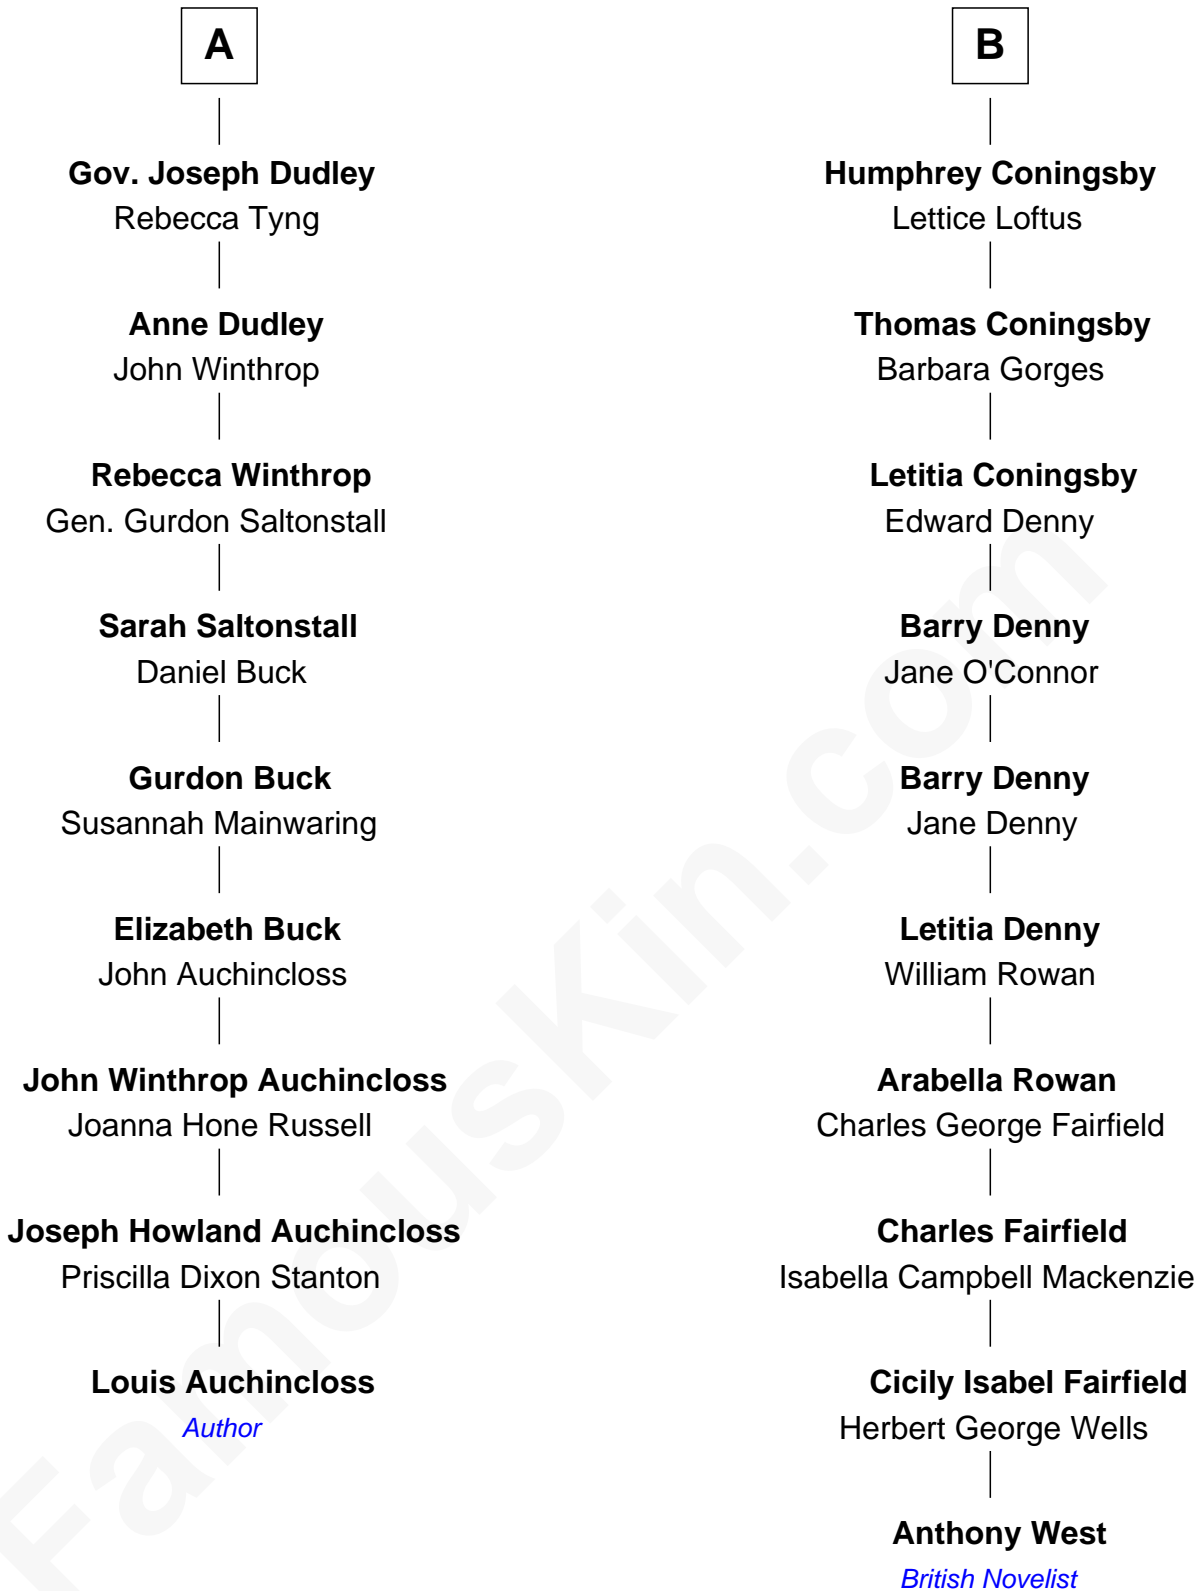 A
Gov. Joseph Dudley
Rebecca Tyng
Anne Dudley
John Winthrop
Rebecca Winthrop
Gen. Gurdon Saltonstall
Sarah Saltonstall
Daniel Buck
Gurdon Buck
Susannah Mainwaring
Elizabeth Buck
John Auchincloss
John Winthrop Auchincloss
Joanna Hone Russell
Joseph Howland Auchincloss
Priscilla Dixon Stanton
Louis Auchincloss
Author
B
Humphrey Coningsby
Lettice Loftus
Thomas Coningsby
Barbara Gorges
Letitia Coningsby
Edward Denny
Barry Denny
Jane O'Connor
Barry Denny
Jane Denny
Letitia Denny
William Rowan
Arabella Rowan
Charles George Fairfield
Charles Fairfield
Isabella Campbell Mackenzie
Cicily Isabel Fairfield
Herbert George Wells
Anthony West
British Novelist
FamousKin.com